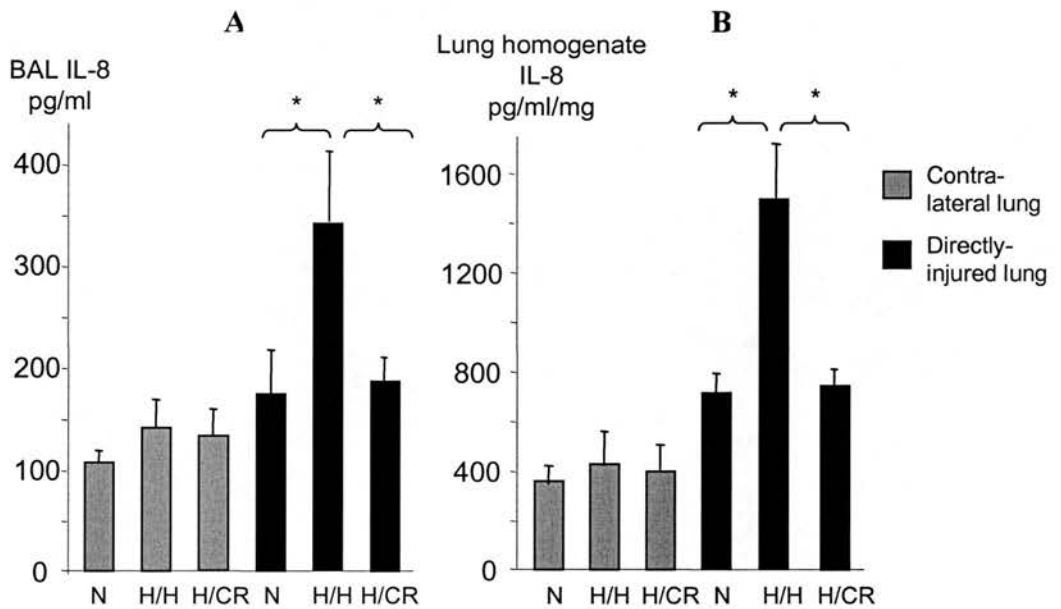 A
BAL IL-8
pg/ml
* *
400
300
200
100
0
N H/H H/CR N H/H H/CR
B
Lung homogenate
IL-8
pg/ml/mg
* *
1600
1200
800
400
0
N H/H H/CR N H/H H/CR
Contra-
lateral lung
Directly-
injured lung